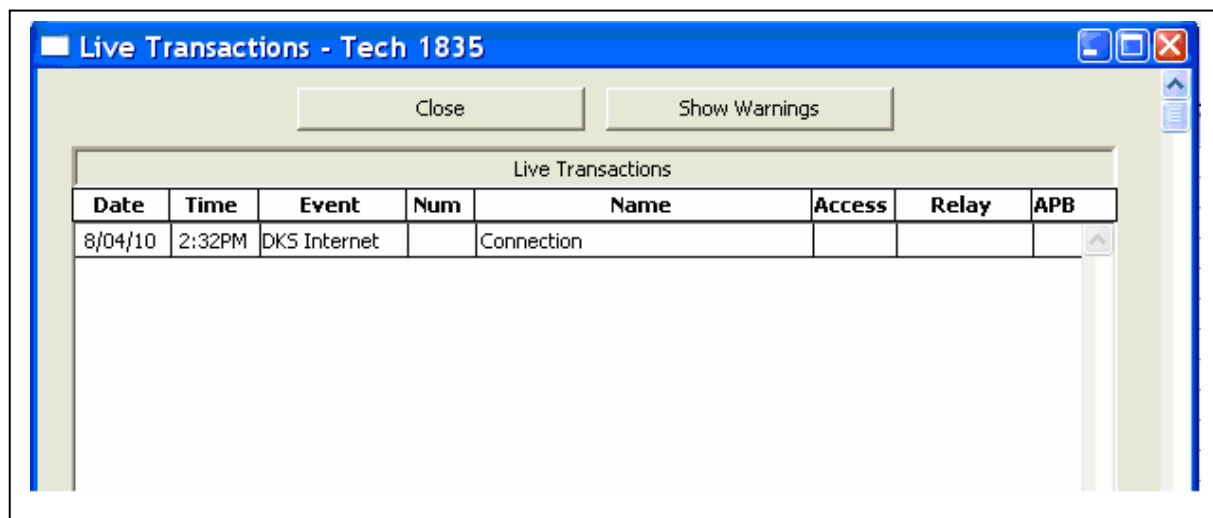 Live Transactions - Tech 1835
Close Show Warnings
Live Transactions
Date Time Event Num Name Access Relay APB
8/04/10 2:32PM DKS Internet Connection